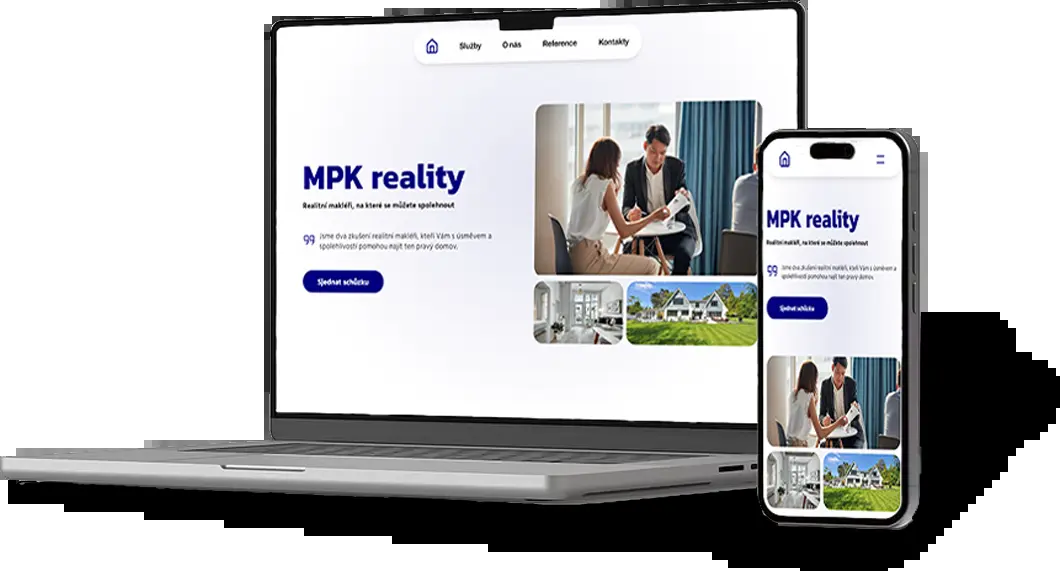 Služby
O nás
Reference
Kontakty
MPK reality
Realitní makléři, na které se můžete spolehnout
Jsme dva zkušení realitní makléři, kteří Vám s úsměvem a
spolehlivostí pomohou najít ten pravý domov.
Sjednat schůzku
MPK reality
Realitní makléři, na které se můžete spolehnout
Jsme dva zkušení realitní makléři, kteří Vám s úsměvem a
spolehlivostí pomohou najít ten pravý domov.
Sjednat schůzku